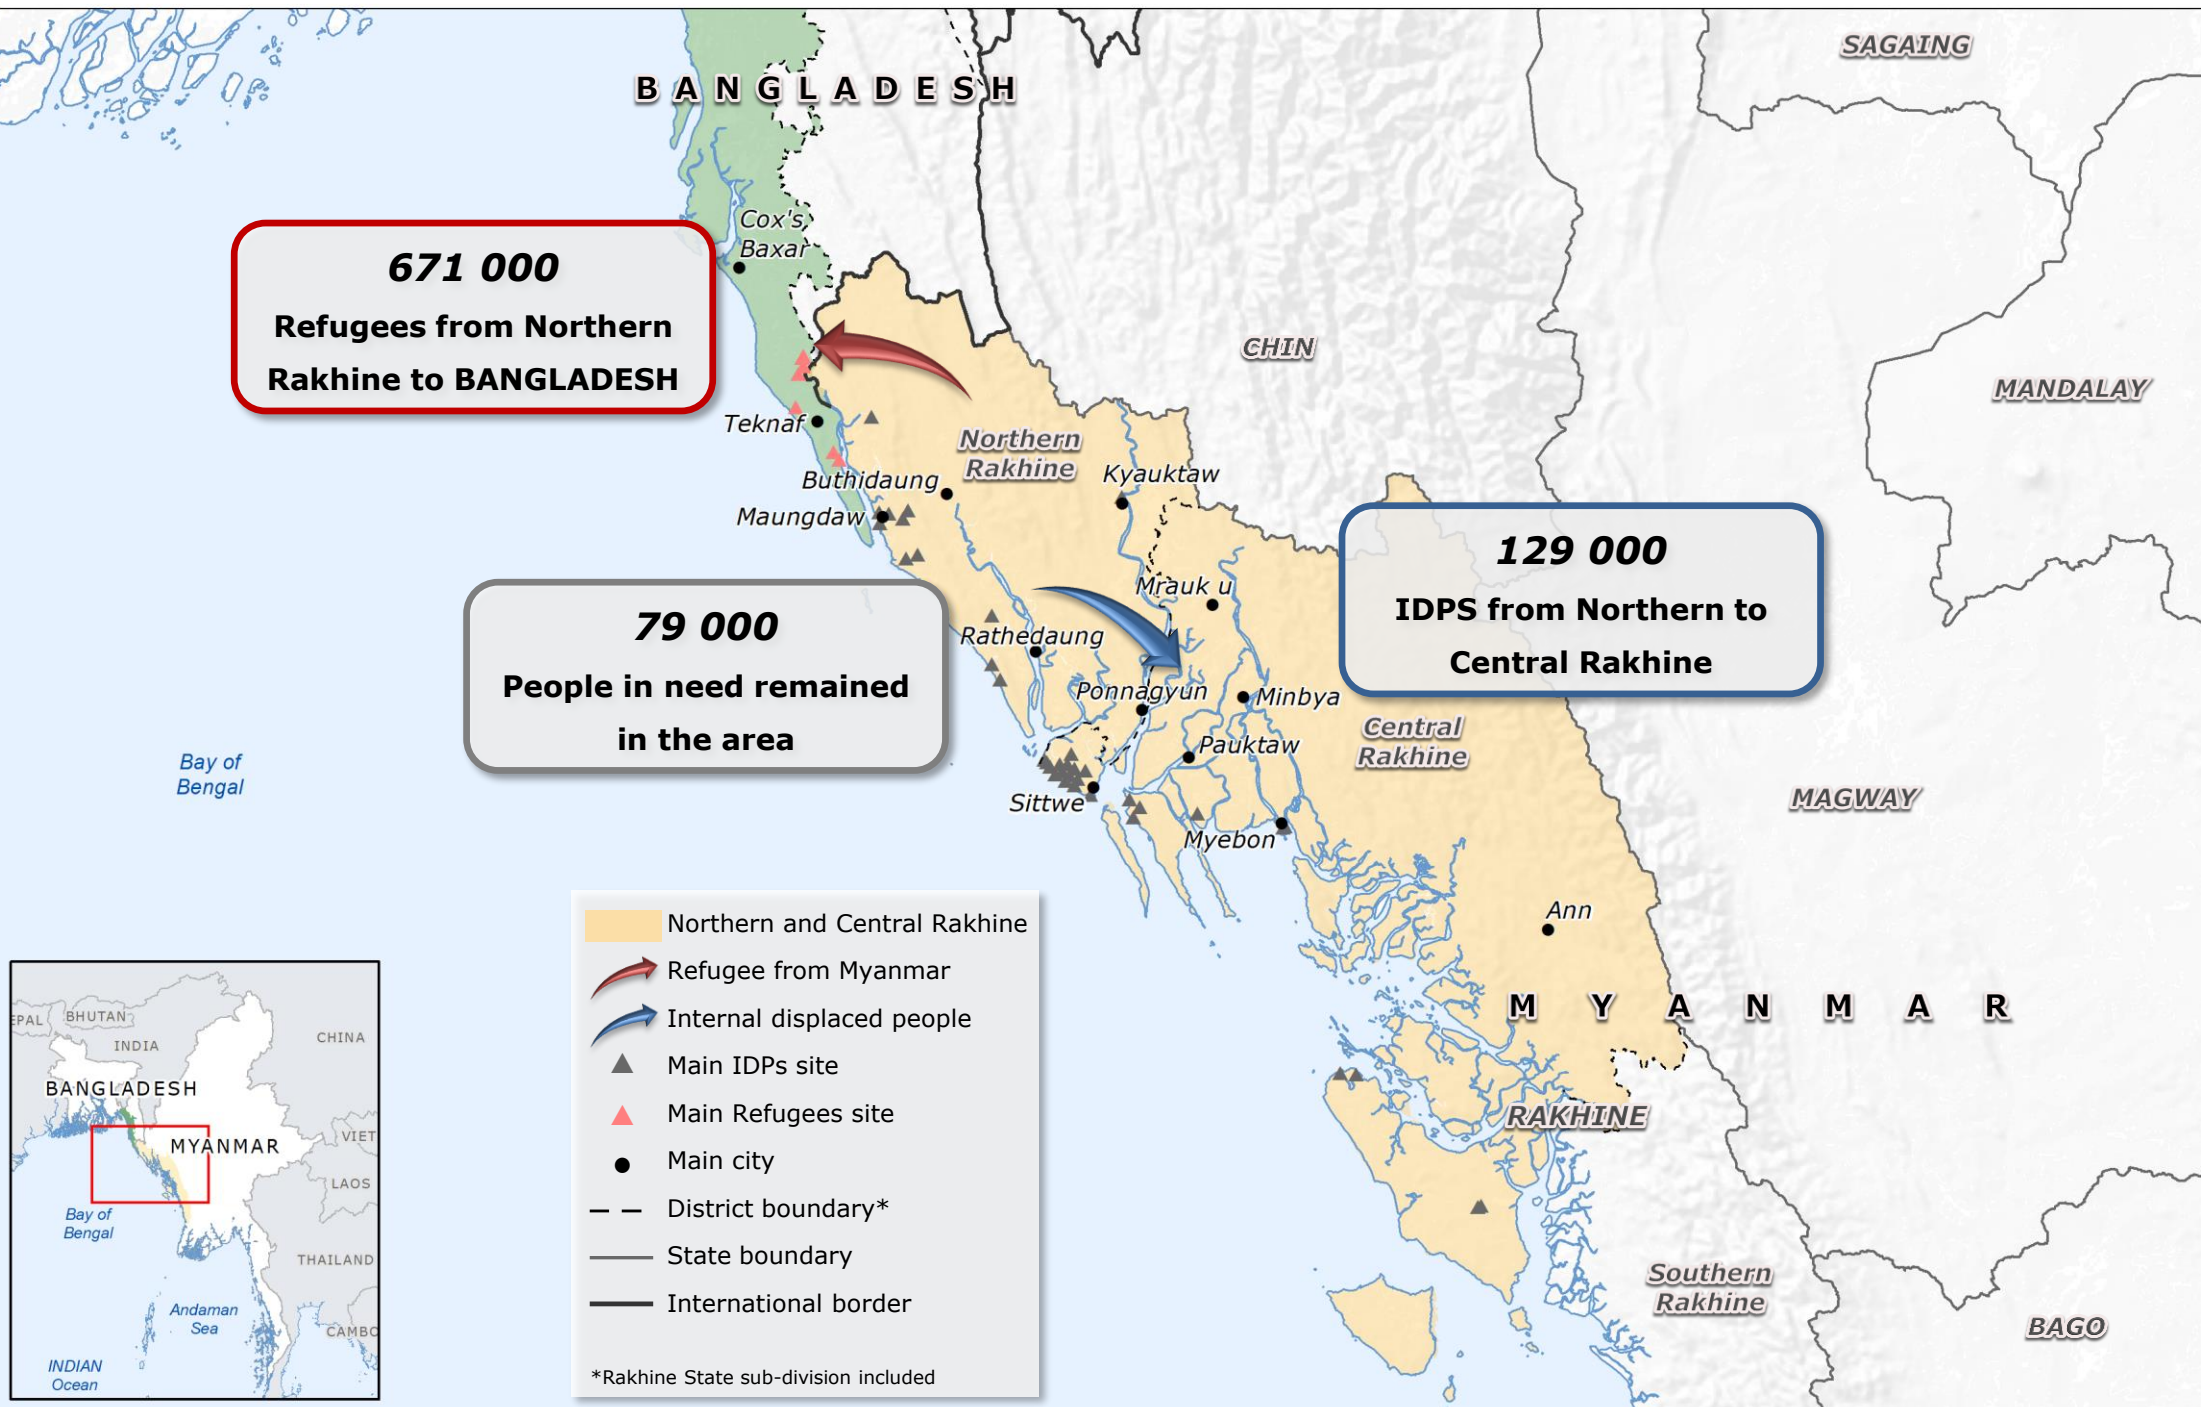 SAGAING
BANGLADESH
Cox's
Baxar
671 000
Refugees from Northern
Rakhine to BANGLADESH
CHIN
MANDALAY
Teknaf
Northern
Rakhine
Buthidaung
Kyauktaw
Maungdaw
129 000
IDPS from Northern to
Central Rakhine
Mrauk u
79 000
People in need remained
in the area
Rathedaung
Ponnagyun
Minbya
Central
Rakhine
Pauktaw
Bay of
Bengal
Sittwe
MAGWAY
Myebon
Ann
MYANMAR
RAKHINE
Southern
Rakhine
BAGO
Northern and Central Rakhine
Refugee from Myanmar
Internal displaced people
Main IDPs site
Main Refugees site
Main city
District boundary*
State boundary
International border
*Rakhine State sub-division included
EPAL
BHUTAN
INDIA
CHINA
BANGLADESH
MYANMAR
VIET
LAOS
Bay of
Bengal
THAILAND
Andaman
Sea
CAMBO
INDIAN
Ocean